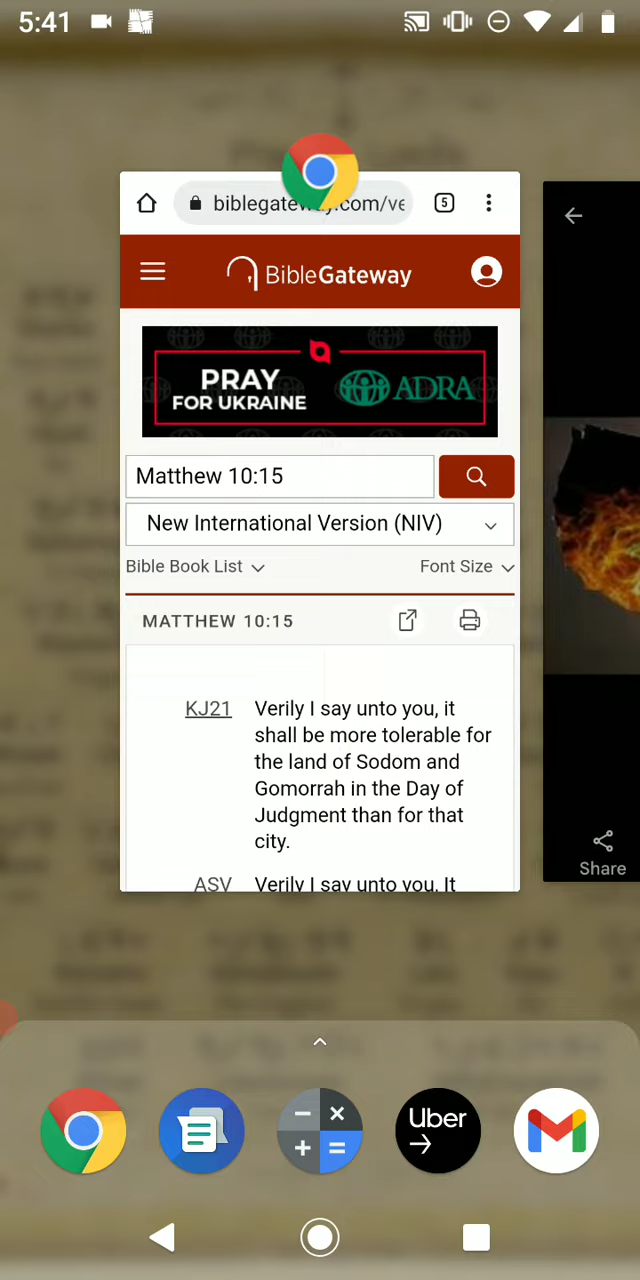 5:41
biblegateway.com/ve
5
BibleGateway
PRAY
FOR UKRAINE
ADRA
Matthew 10:15
New International Version (NIV)
Bible Book List
Font Size
MATTHEW 10:15
KJ21
Verily I say unto you, it
shall be more tolerable for
the land of Sodom and
Gomorrah in the Day of
Judgment than for that
city.
ASV
Verily I say unto you, It
Share
Uber